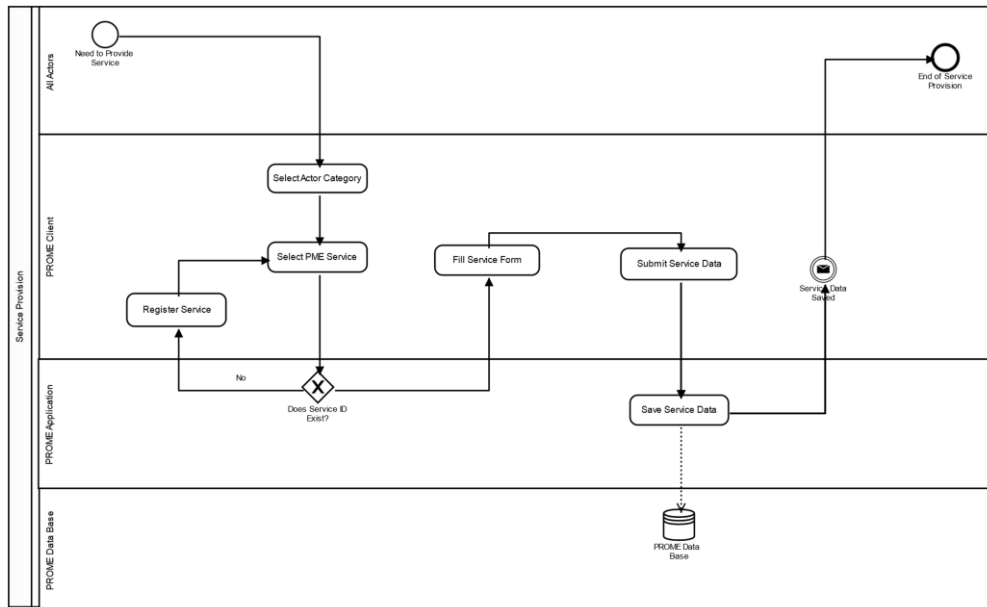 Service Provision
All Actors
Need to Provide
Service
End of Service
Provision
PROME Client
Select Actor Category
Select PME Service
Register Service
Fill Service Form
Submit Service Data
Service Data
Saved
PROME Application
No
Does Service ID
Exist?
Save Service Data
PROME Data Base
PROME Data
Base